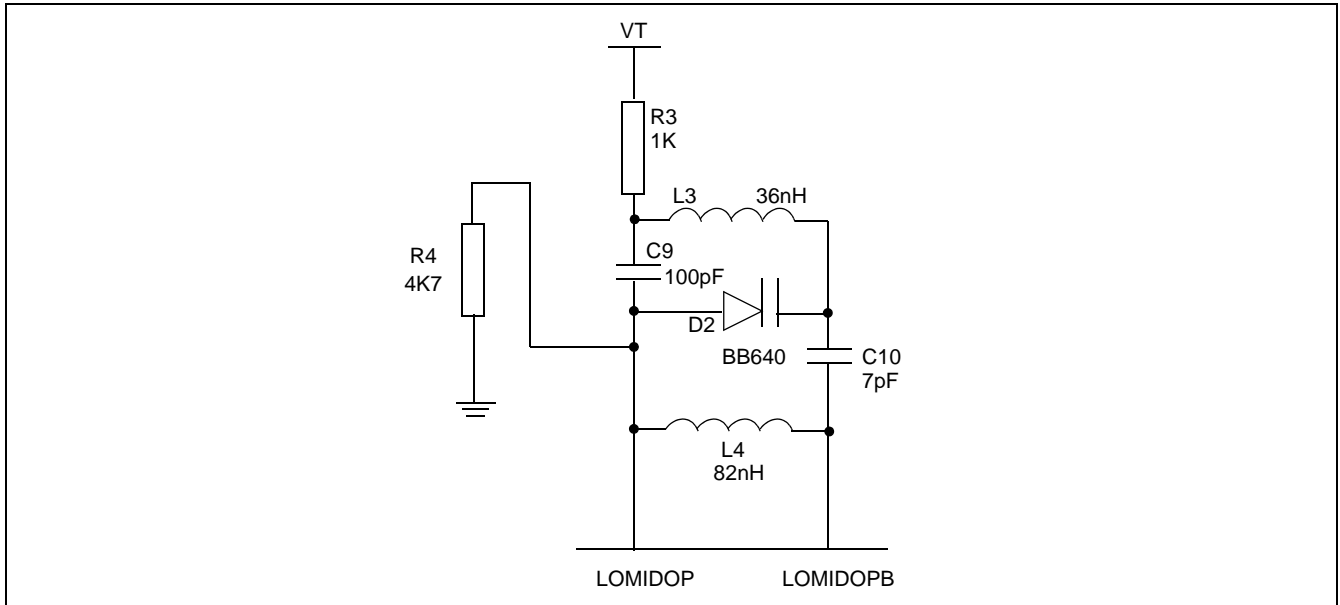 VT
R3
1K
L3 36nH
R4
4K7
C9
100pF
D2
BB640
C10
7pF
L4
82nH
LOMIDOP LOMIDOPB